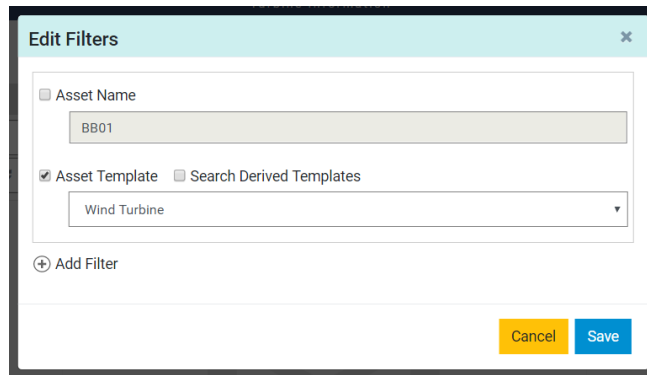 Edit Filters ×
Asset Name
BB01
Asset Template Search Derived Templates
Wind Turbine
Add Filter
Cancel Save